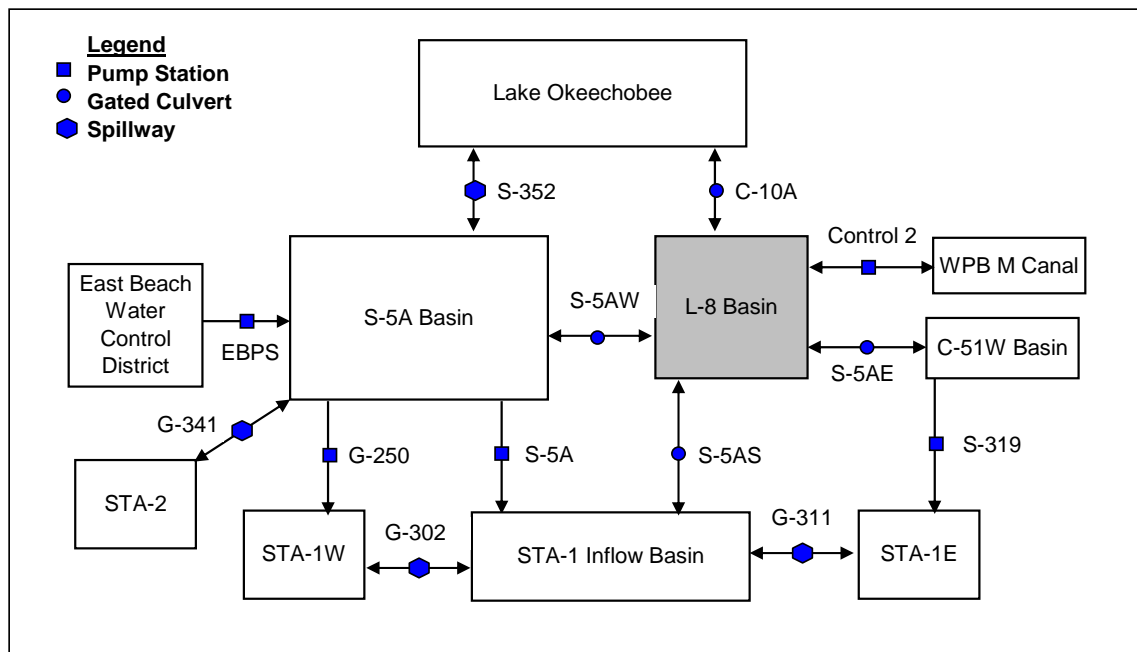 Legend
Pump Station
Gated Culvert
Spillway
Lake Okeechobee
S-352
C-10A
Control 2
WPB M Canal
East Beach
Water
Control
District
EBPS
S-5A Basin
S-5AW
L-8 Basin
S-5AE
C-51W Basin
G-341
G-250
S-5A
S-5AS
S-319
STA-2
STA-1W
G-302
STA-1 Inflow Basin
G-311
STA-1E